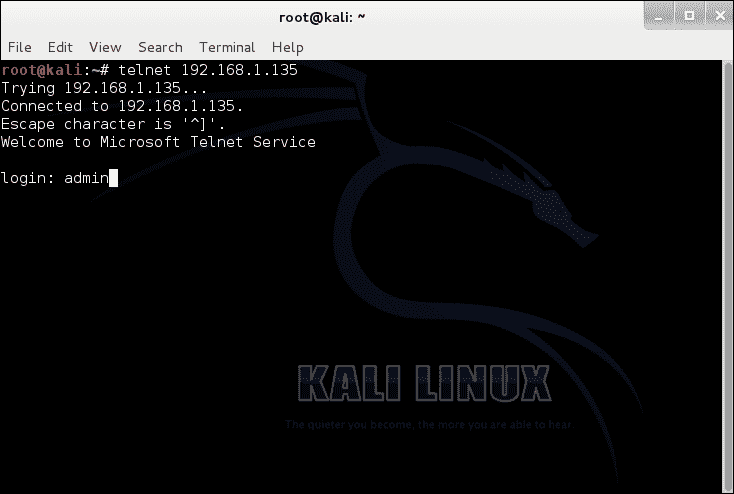 root@kali: ~
File Edit View Search Terminal Help
root@kali:~# telnet 192.168.1.135
Trying 192.168.1.135...
Connected to 192.168.1.135.
Escape character is '^]'.
Welcome to Microsoft Telnet Service
login: admin
KALI LINUX
The quieter you become, the more you are able to hear